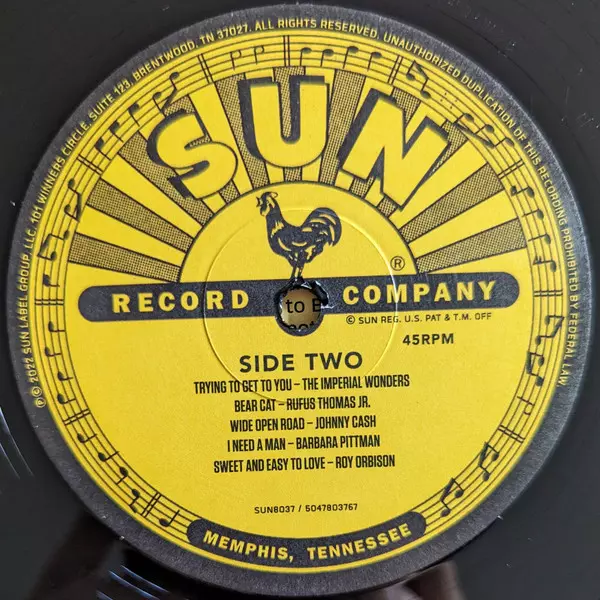 ℗ © 2022 SUN LABEL GROUP, LLC. 101 WINNERS CIRCLE, SUITE 123, BRENTWOOD, TN 37027. ALL RIGHTS RESERVED. UNAUTHORIZED DUPLICATION OF THIS RECORDING PROHIBITED BY FEDERAL LAW
SUN
®
RECORD COMPANY
to
© SUN REG. U.S. PAT & T.M. OFF
45RPM
SIDE TWO
TRYING TO GET TO YOU – THE IMPERIAL WONDERS
BEAR CAT – RUFUS THOMAS JR.
WIDE OPEN ROAD – JOHNNY CASH
I NEED A MAN – BARBARA PITTMAN
SWEET AND EASY TO LOVE – ROY ORBISON
SUN8037 / 5047803767
MEMPHIS, TENNESSEE